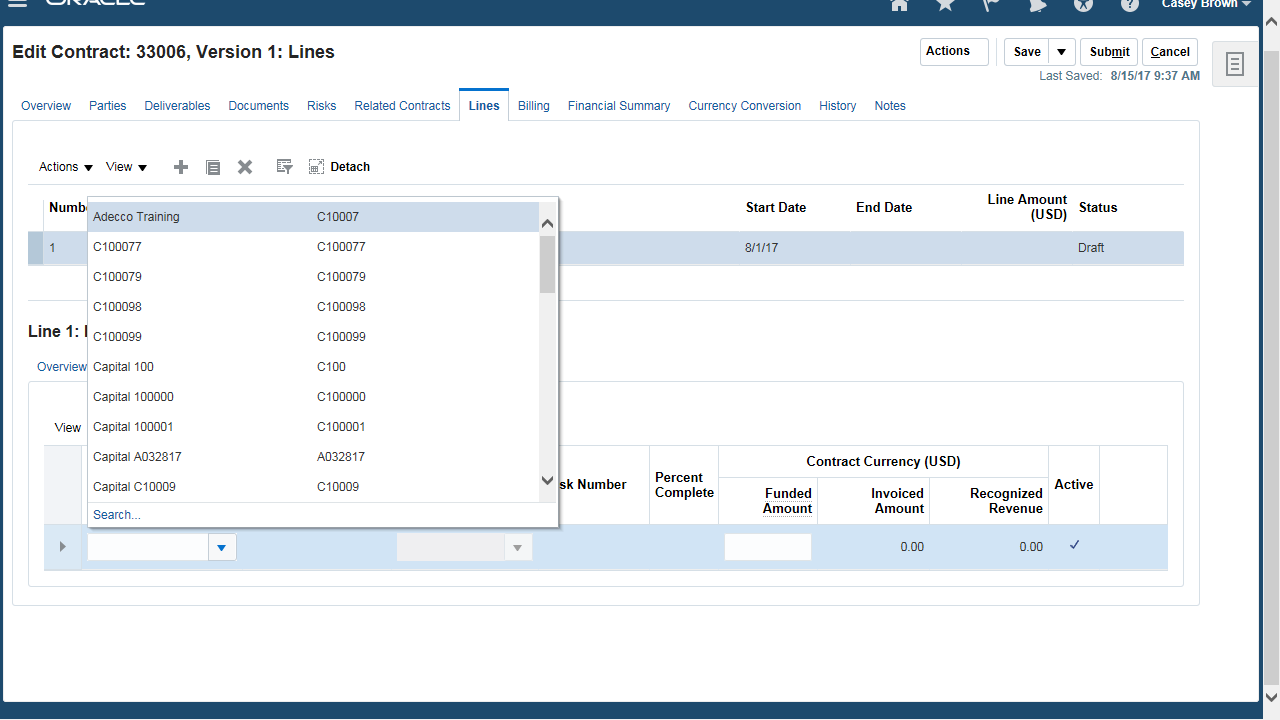 ORACLE
Casey Brown
Edit Contract: 33006, Version 1: Lines
Actions
Save
Submit
Cancel
Last Saved: 8/15/17 9:37 AM
Overview Parties Deliverables Documents Risks Related Contracts Lines Billing Financial Summary Currency Conversion History Notes
Actions View Detach
Start Date End Date Line Amount (USD) Status
1 8/1/17 Draft
Adecco Training C10007
C100077 C100077
C100079 C100079
C100098 C100098
C100099 C100099
Capital 100 C100
Capital 100000 C100000
Capital 100001 C100001
Capital A032817 A032817
Capital C10009 C10009
Search...
Line 1:
Overview
View
Number
Percent Complete
Contract Currency (USD)
Funded Amount
Invoiced Amount
Recognized Revenue
Active
0.00 0.00